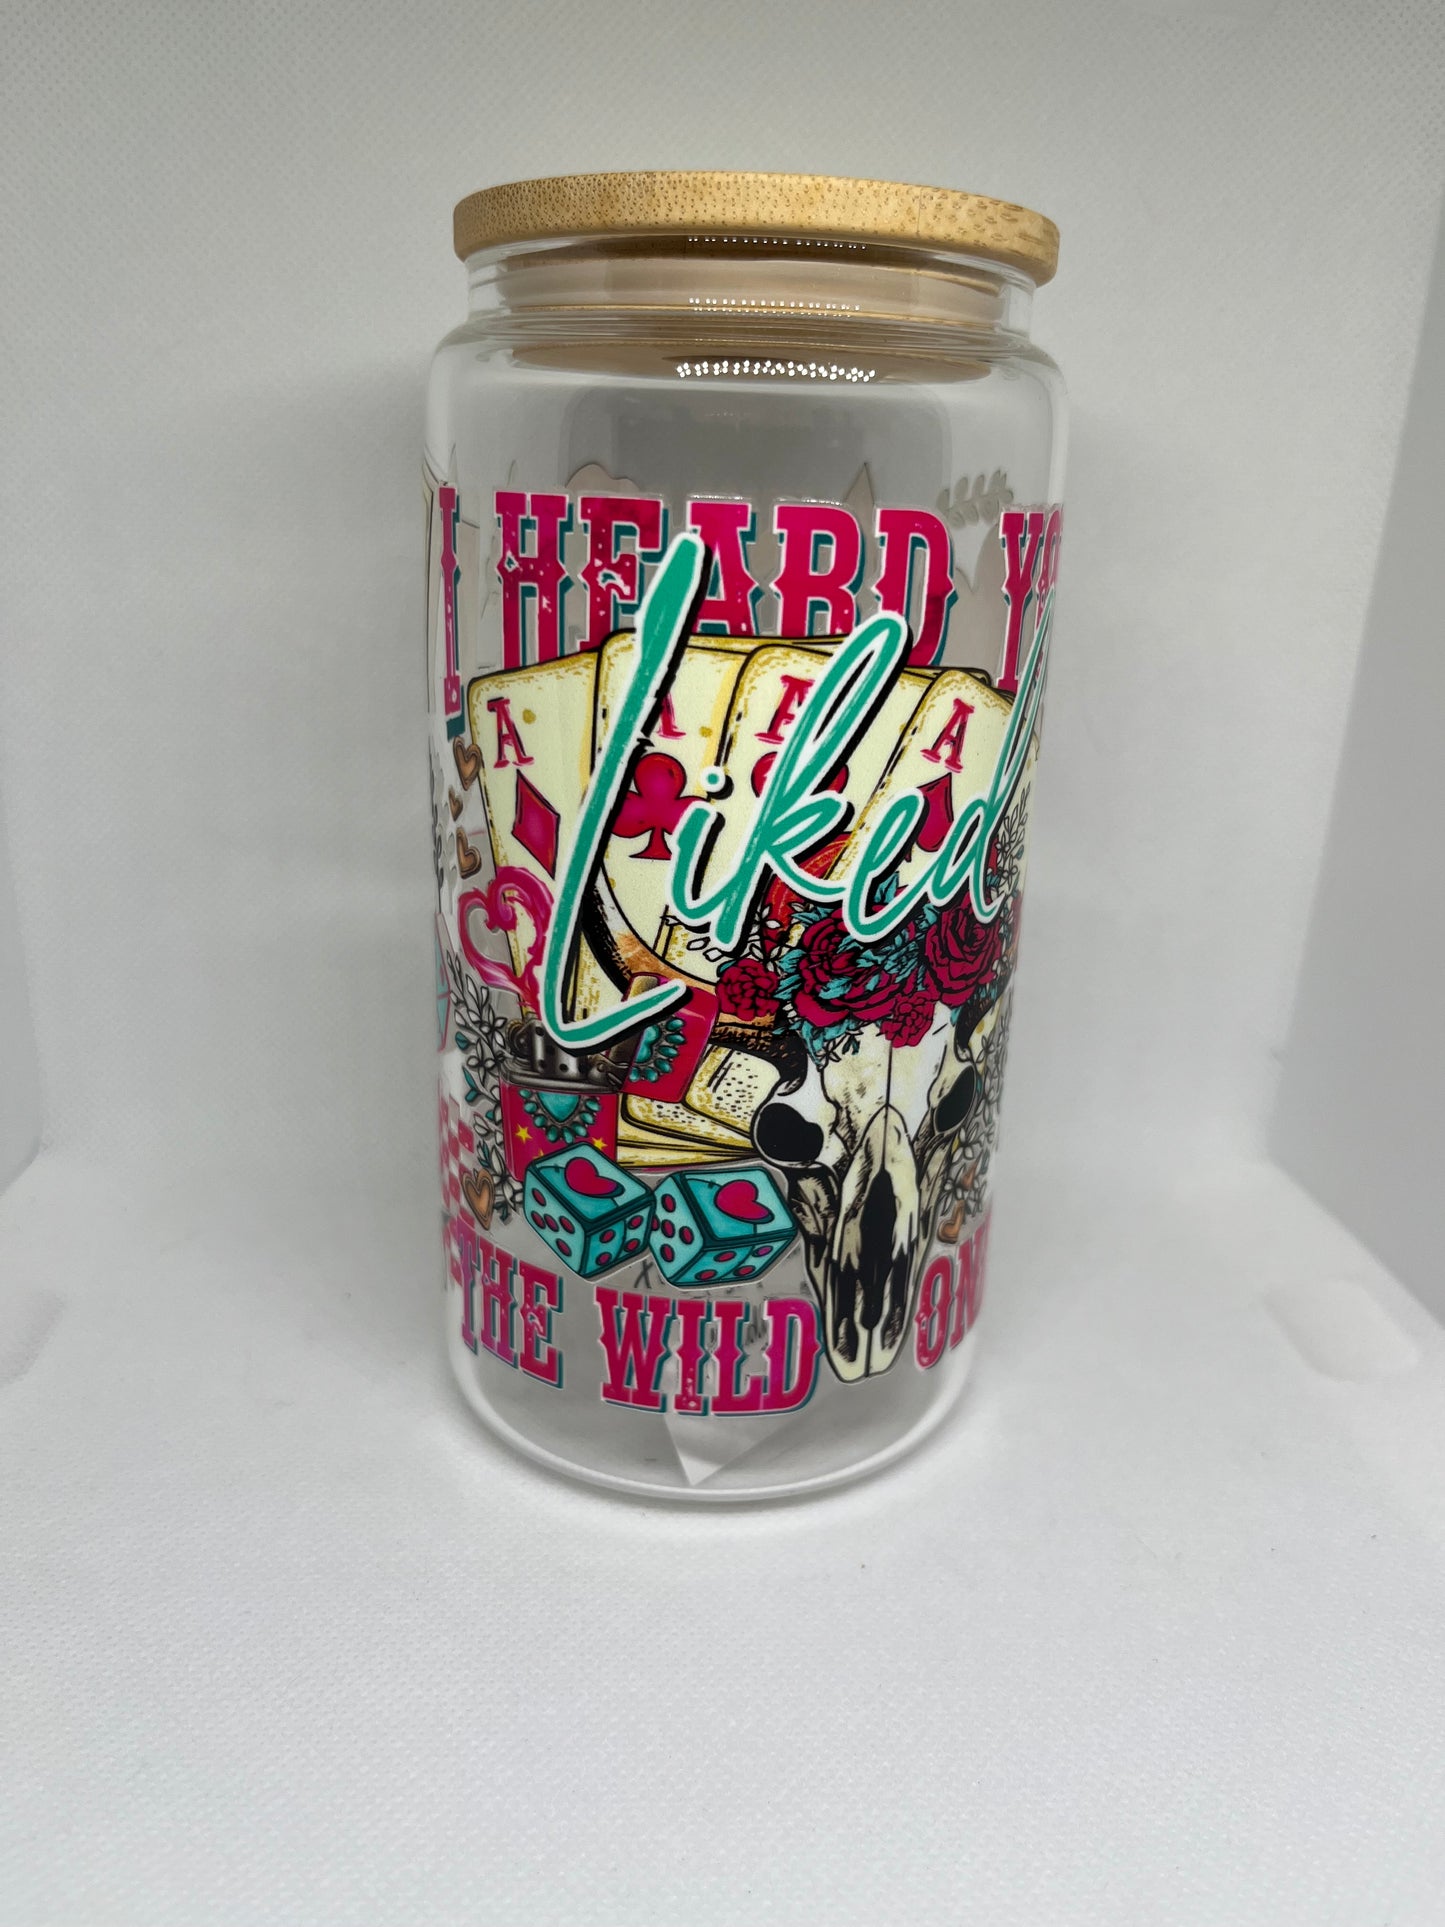 I HEARD YO
Liked
A A A A
THE WILD ON